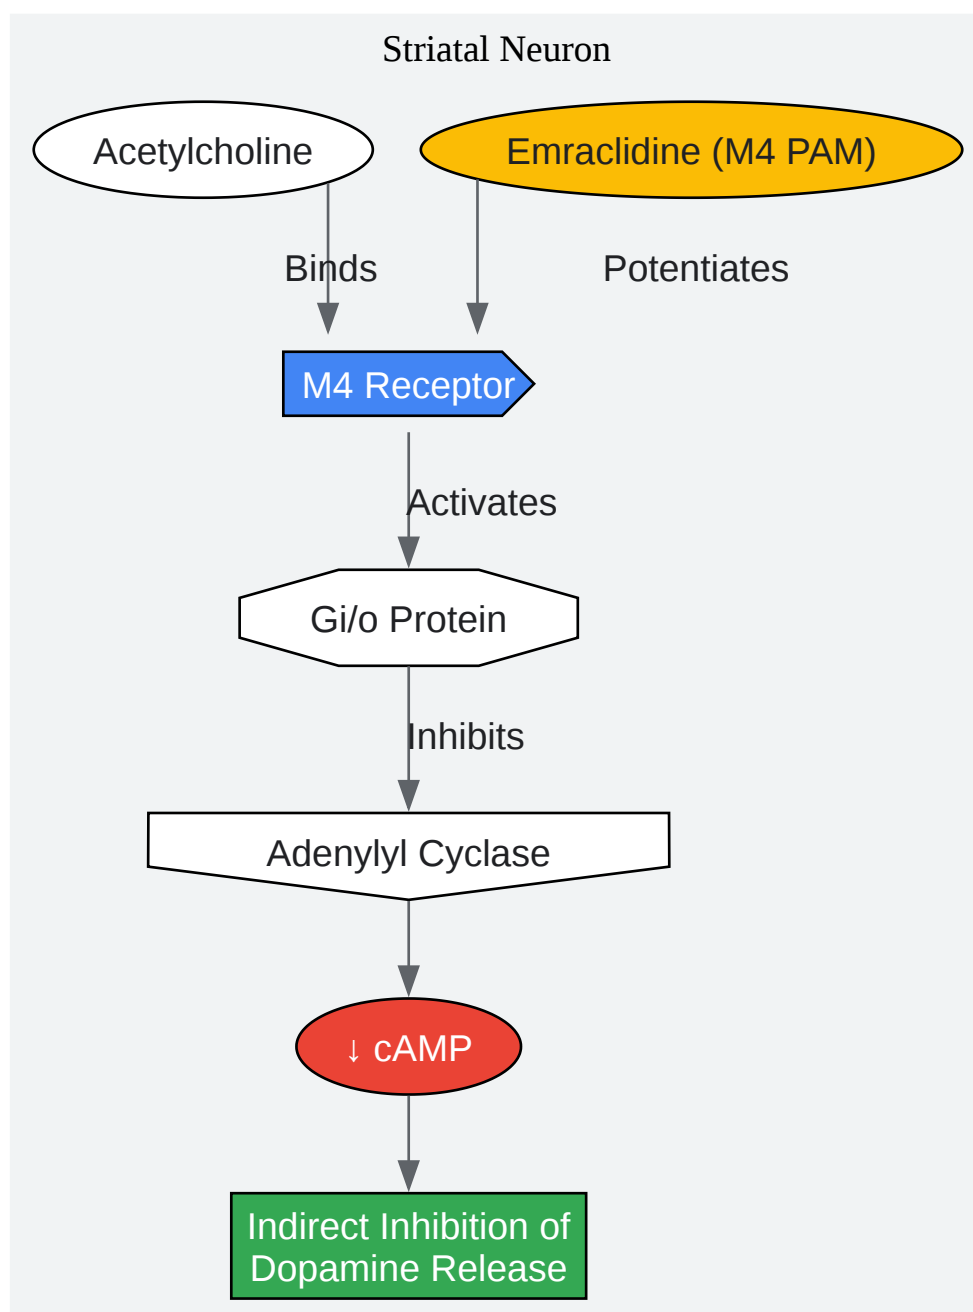 Striatal Neuron
Acetylcholine
Emraclidine (M4 PAM)
Binds
Potentiates
M4 Receptor
Activates
Gi/o Protein
Inhibits
Adenylyl Cyclase
↓ cAMP
Indirect Inhibition of
Dopamine Release